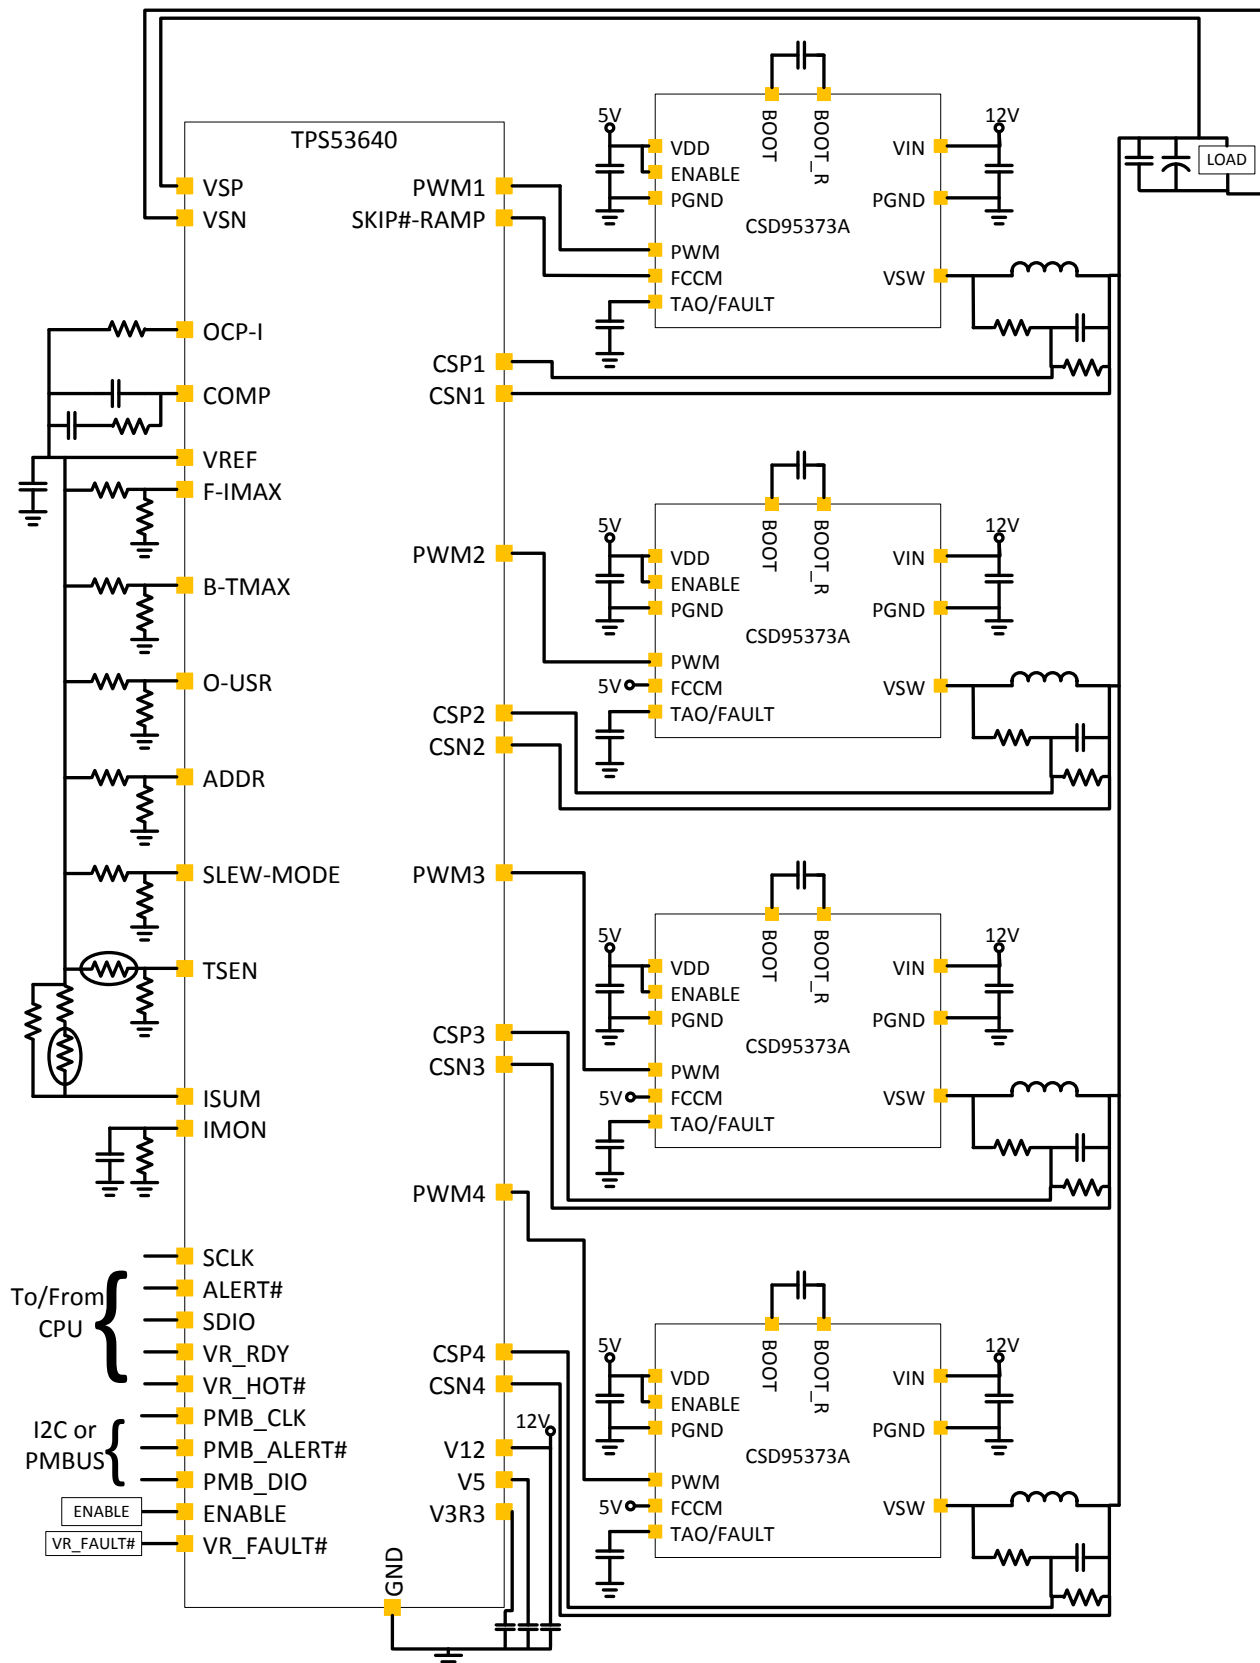 TPS53640
VSP
VSN
OCP-I
COMP
VREF
F-IMAX
B-TMAX
O-USR
ADDR
SLEW-MODE
TSEN
ISUM
IMON
To/From
CPU
SCLK
ALERT#
SDIO
VR_RDY
VR_HOT#
I2C or
PMBUS
PMB_CLK
PMB_ALERT#
PMB_DIO
ENABLE
ENABLE
VR_FAULT#
VR_FAULT#
GND
PWM1
SKIP#-RAMP
CSP1
CSN1
PWM2
CSP2
CSN2
PWM3
CSP3
CSN3
PWM4
CSP4
CSN4
12V
V12
V5
V3R3
BOOT
BOOT_R
5V
12V
VDD
ENABLE
PGND
VIN
PGND
CSD95373A
PWM
FCCM
TAO/FAULT
VSW
LOAD
BOOT
BOOT_R
5V
12V
VDD
ENABLE
PGND
VIN
PGND
CSD95373A
PWM
5V
FCCM
TAO/FAULT
VSW
BOOT
BOOT_R
5V
12V
VDD
ENABLE
PGND
VIN
PGND
CSD95373A
PWM
5V
FCCM
TAO/FAULT
VSW
BOOT
BOOT_R
5V
12V
VDD
ENABLE
PGND
VIN
PGND
CSD95373A
PWM
5V
FCCM
TAO/FAULT
VSW